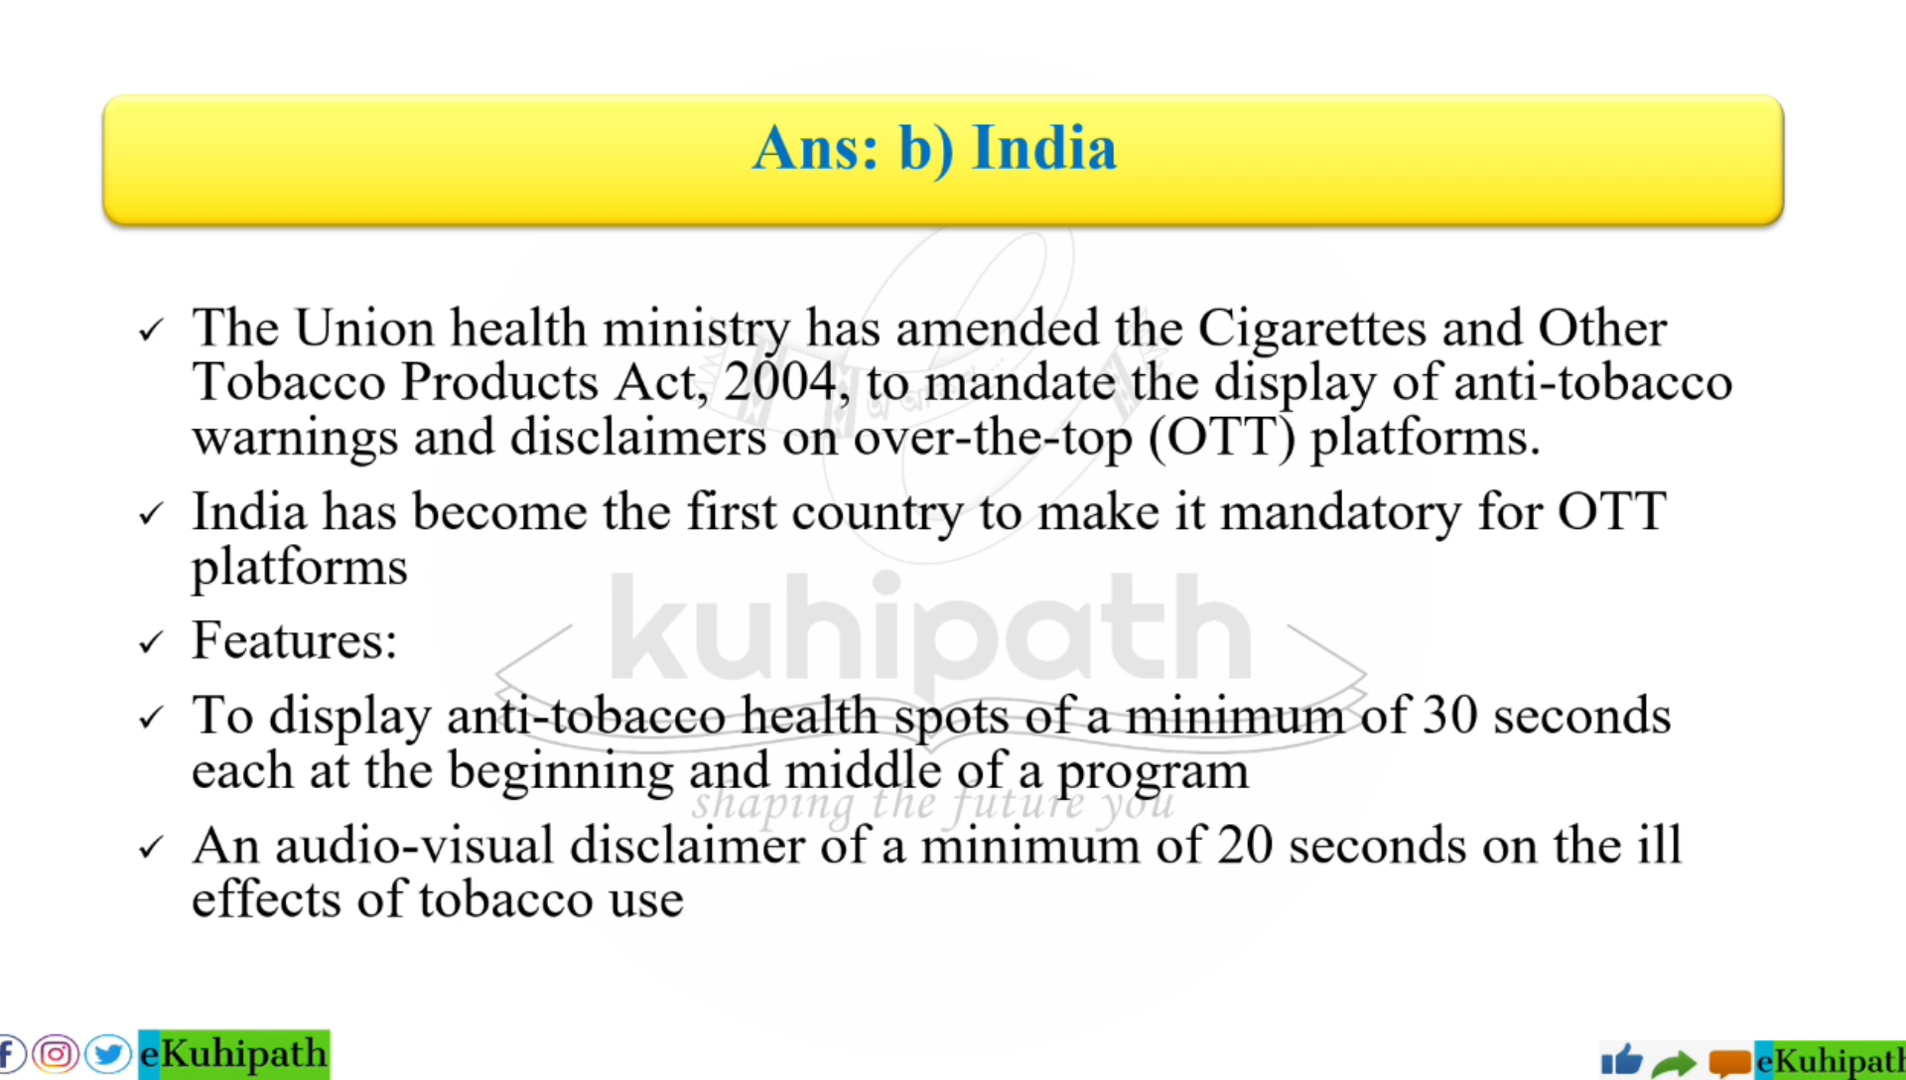 Ans: b) India
✓ The Union health ministry has amended the Cigarettes and Other
Tobacco Products Act, 2004, to mandate the display of anti-tobacco
warnings and disclaimers on over-the-top (OTT) platforms.
✓ India has become the first country to make it mandatory for OTT
platforms
✓ Features:
✓ To display anti-tobacco health spots of a minimum of 30 seconds
each at the beginning and middle of a program
✓ An audio-visual disclaimer of a minimum of 20 seconds on the ill
effects of tobacco use
kuhipath
shaping the future you
eKuhipath
eKuhipath